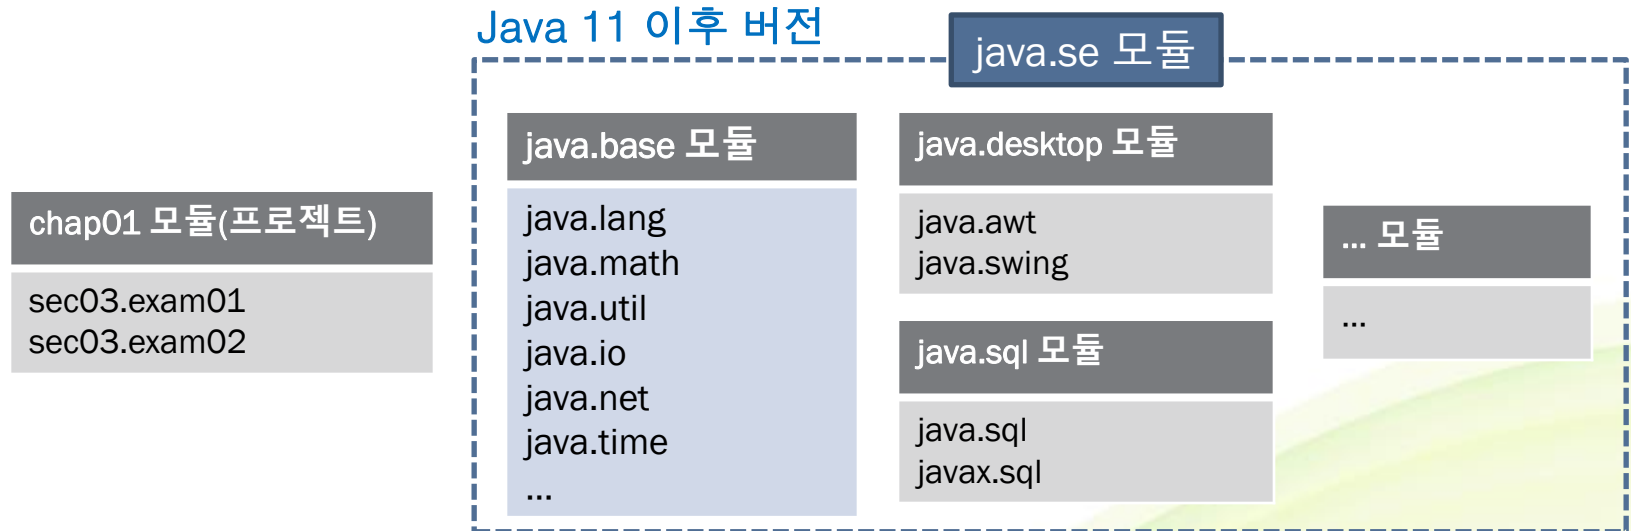 Java 11 이후 버전
java.se 모듈
chap01 모듈(프로젝트)
sec03.exam01
sec03.exam02
java.base 모듈
java.lang
java.math
java.util
java.io
java.net
java.time
...
java.desktop 모듈
java.awt
java.swing
java.sql 모듈
java.sql
javax.sql
... 모듈
...